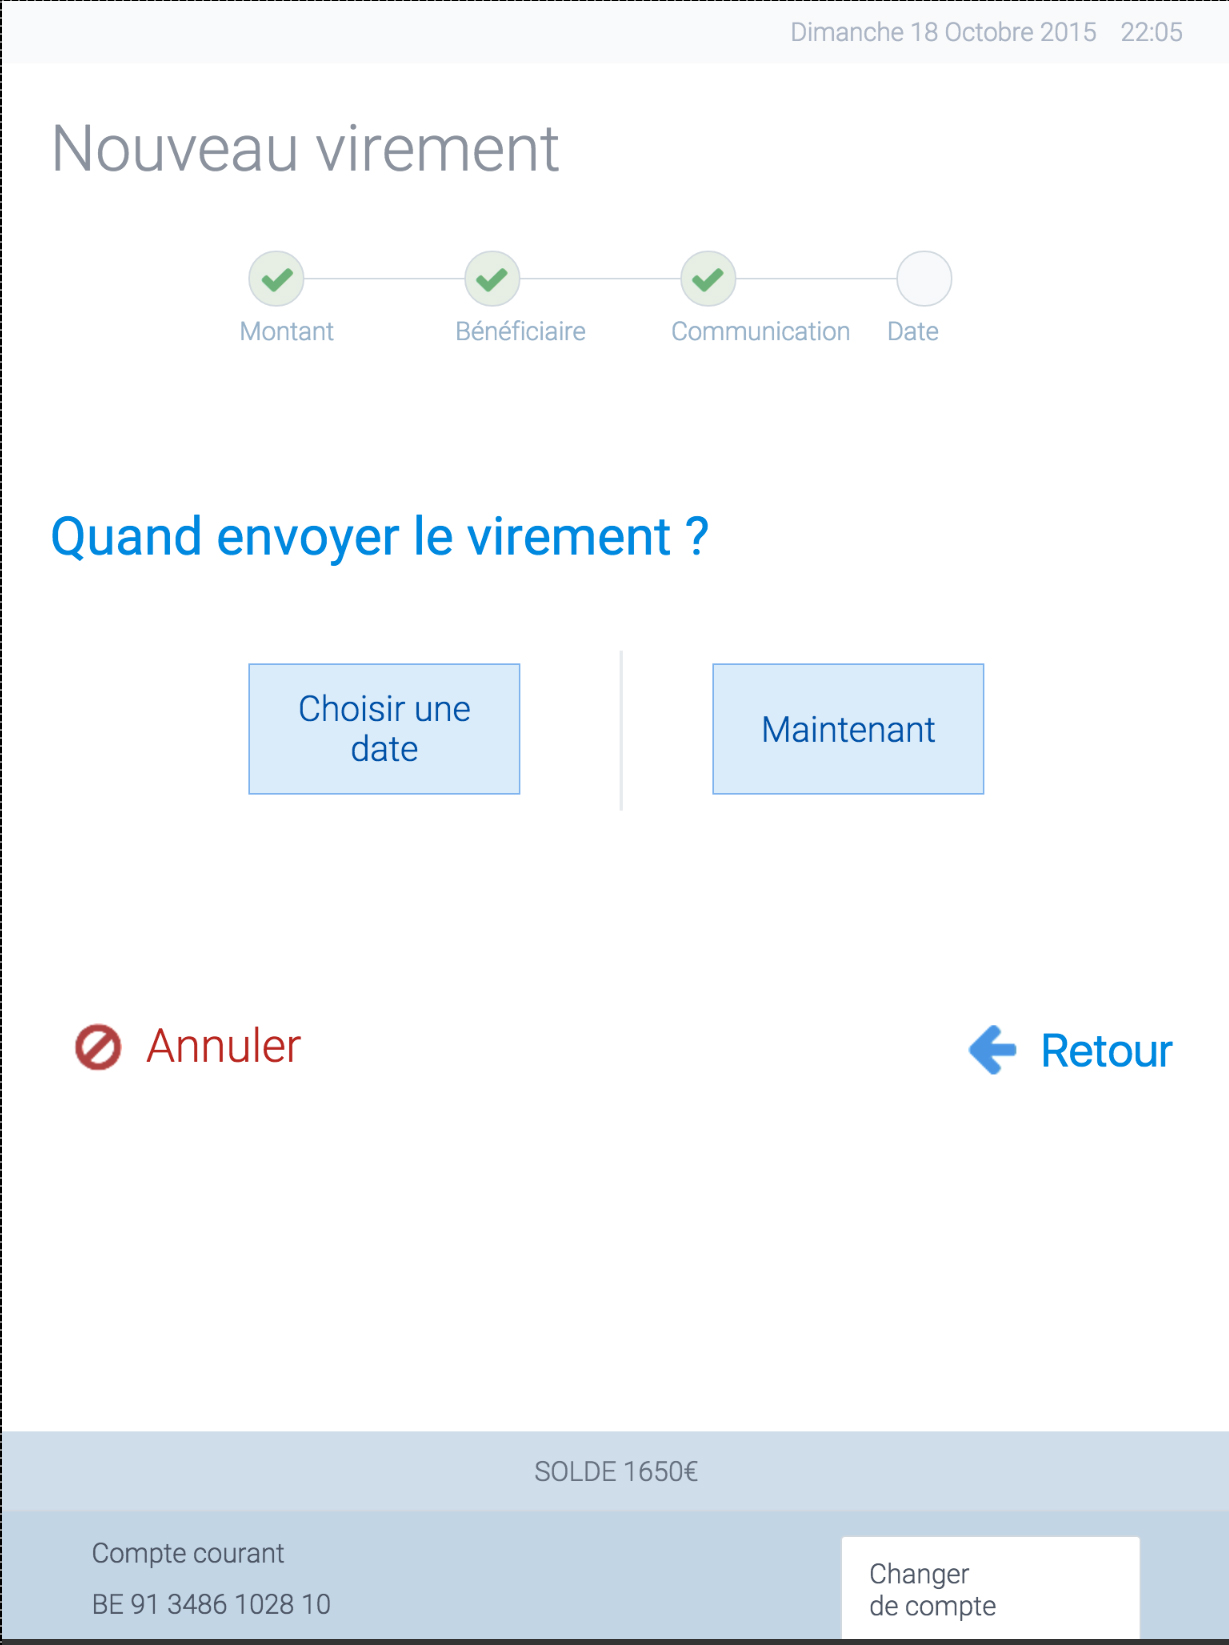 Dimanche 18 Octobre 2015 22:05
Nouveau virement
Montant Bénéficiaire Communication Date
Quand envoyer le virement ?
Choisir une
date
Maintenant
Annuler
Retour
SOLDE 1650€
Compte courant
BE 91 3486 1028 10
Changer
de compte